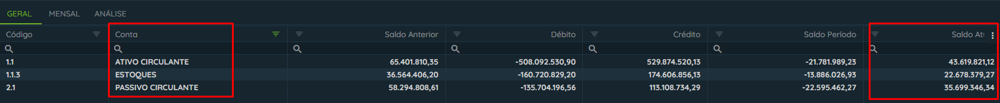 GERAL MENSAL ANÁLISE
Código Conta Saldo Anterior Débito Crédito Saldo Período Saldo Atu
1.1 ATIVO CIRCULANTE 65.401.810,35 -508.092.530,90 529.874.520,13 -21.781.989,23 43.619.821,12
1.1.3 ESTOQUES 36.564.406,20 -160.720.829,20 174.606.856,13 -13.886.026,93 22.678.379,27
2.1 PASSIVO CIRCULANTE 58.294.808,61 -135.704.196,56 113.108.734,29 -22.595.462,27 35.699.346,34